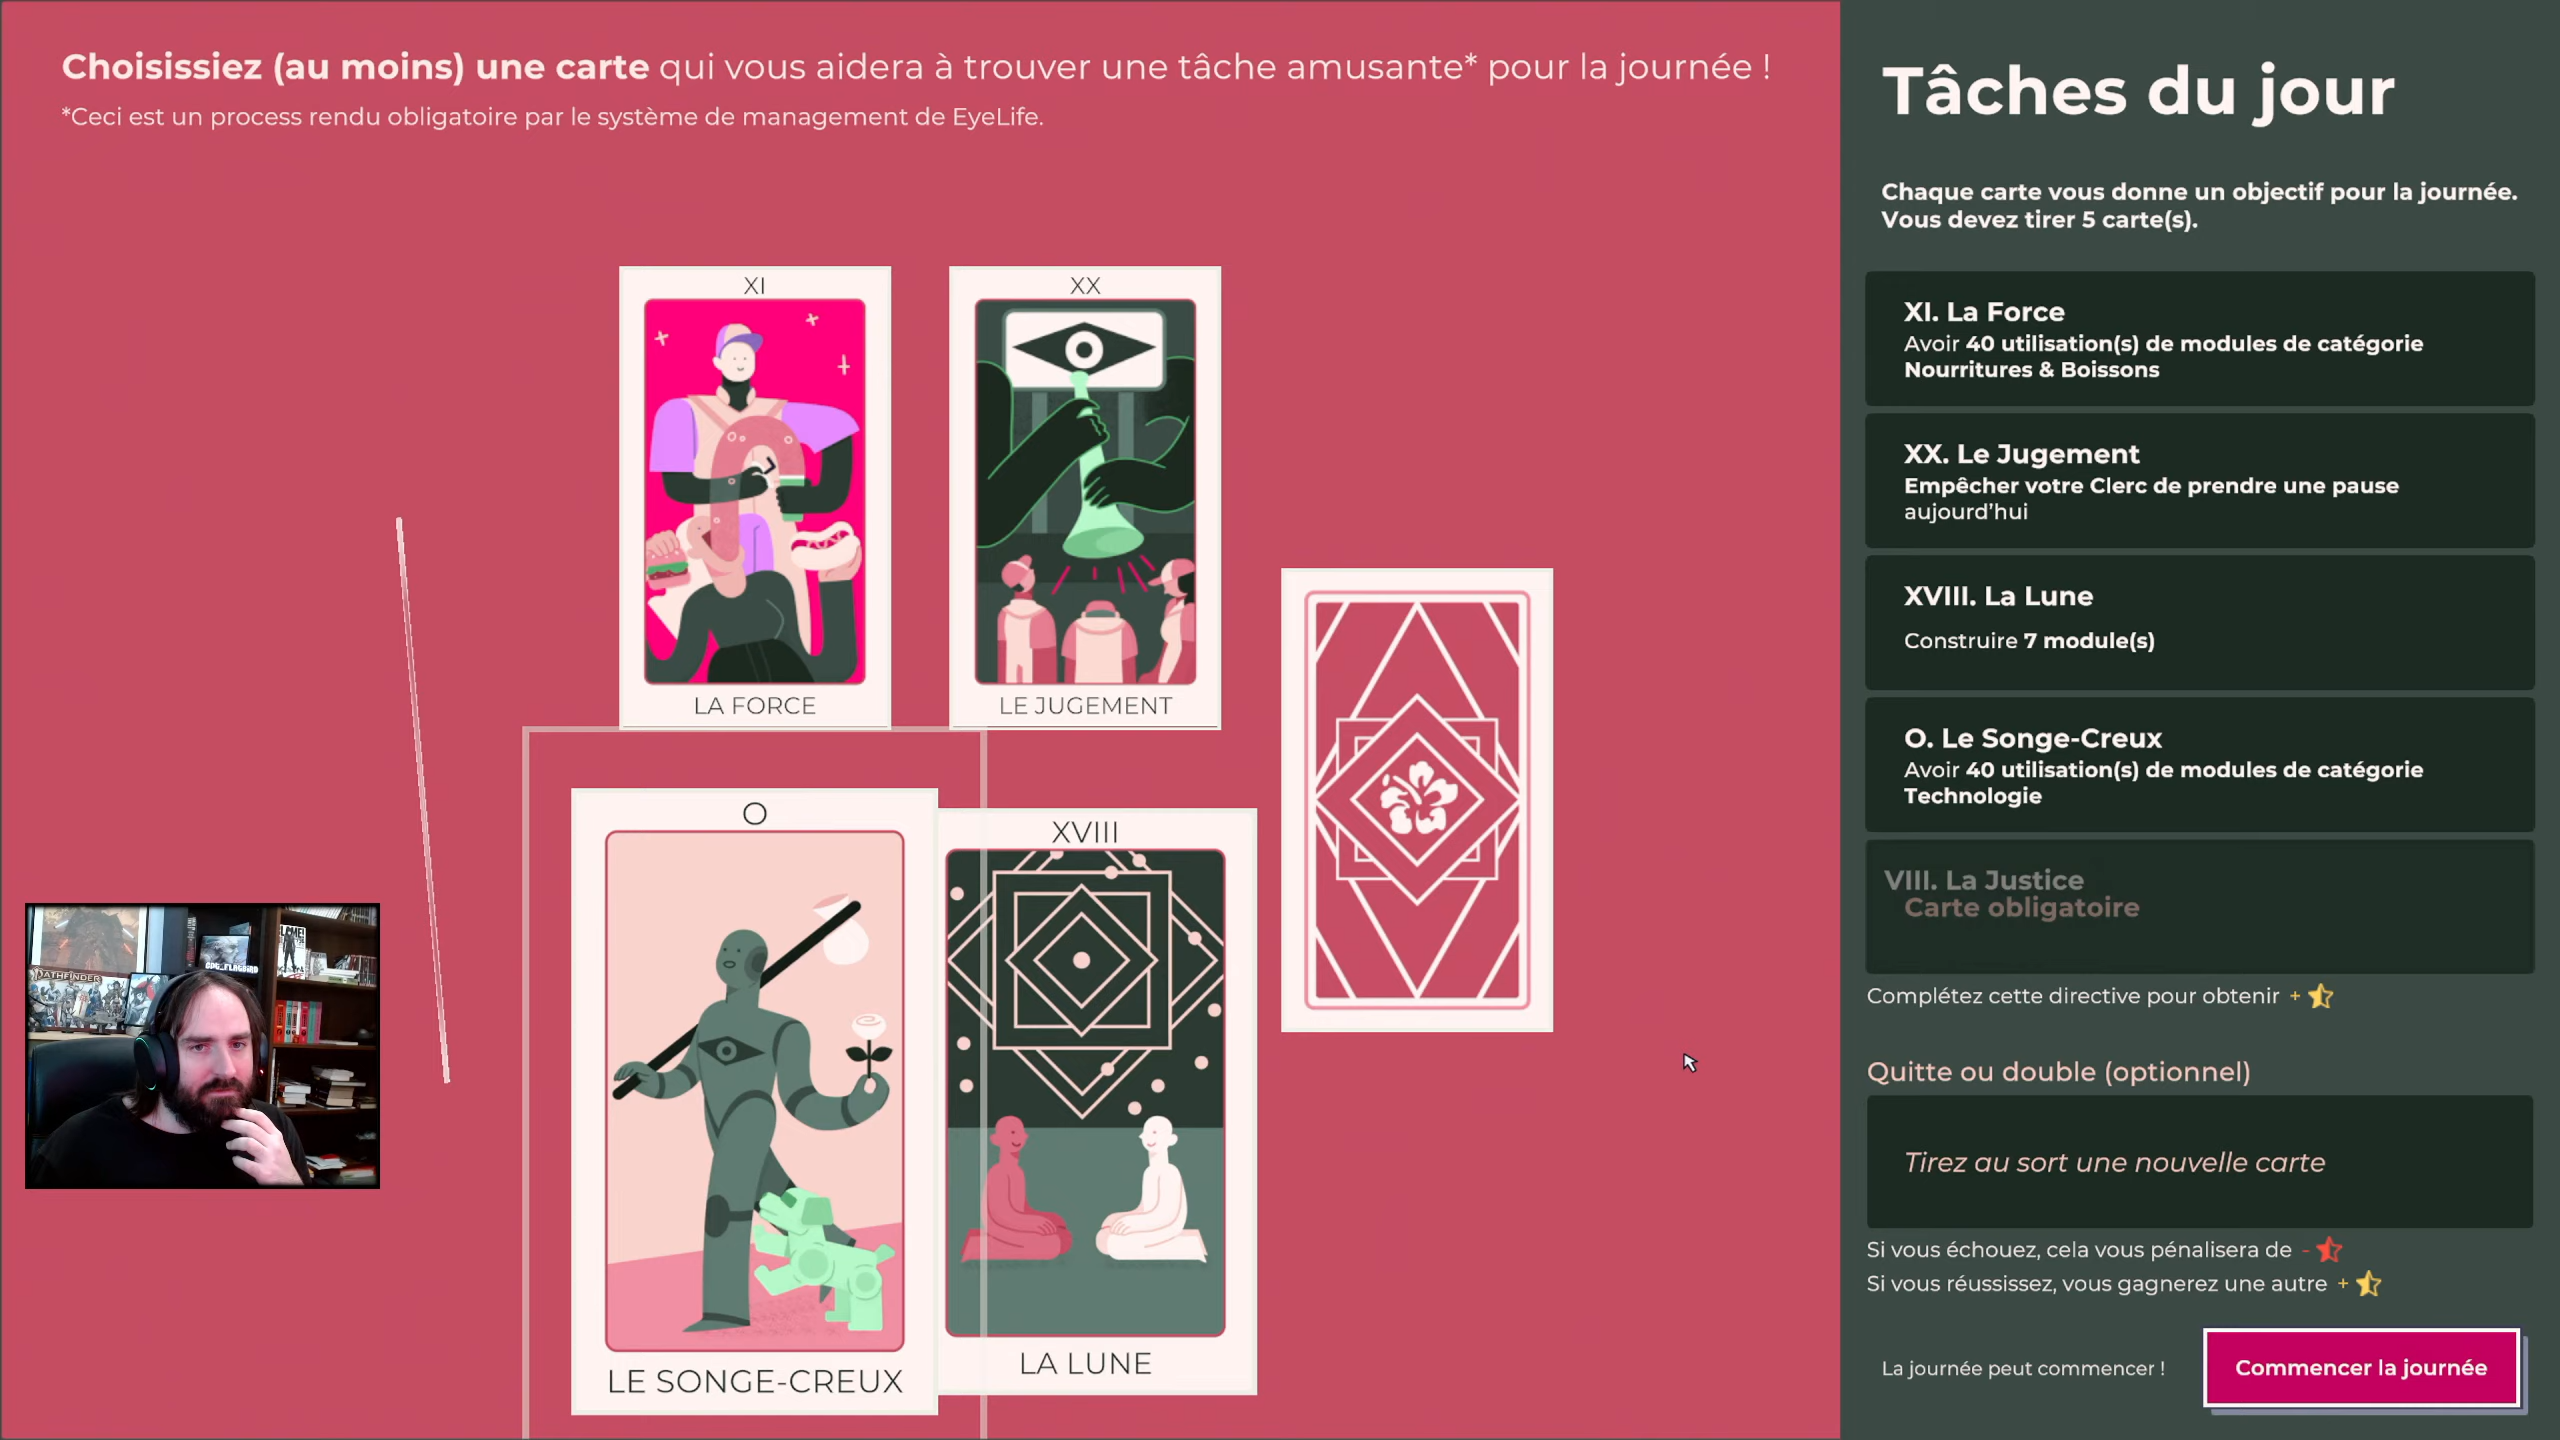 Choisissiez (au moins) une carte qui vous aidera à trouver une tâche amusante* pour la journée !
*Ceci est un process rendu obligatoire par le système de management de EyeLife.
XI
LA FORCE
XX
LE JUGEMENT
O
LE SONGE-CREUX
XVIII
LA LUNE
PATHFINDER
Tâches du jour
Chaque carte vous donne un objectif pour la journée.
Vous devez tirer 5 carte(s).
XI. La Force
Avoir 40 utilisation(s) de modules de catégorie
Nourritures & Boissons
XX. Le Jugement
Empêcher votre Clerc de prendre une pause
aujourd'hui
XVIII. La Lune
Construire 7 module(s)
O. Le Songe-Creux
Avoir 40 utilisation(s) de modules de catégorie
Technologie
VIII. La Justice
Carte obligatoire
Complétez cette directive pour obtenir +
Quitte ou double (optionnel)
Tirez au sort une nouvelle carte
Si vous échouez, cela vous pénalisera de -
Si vous réussissez, vous gagnerez une autre +
La journée peut commencer !
Commencer la journée